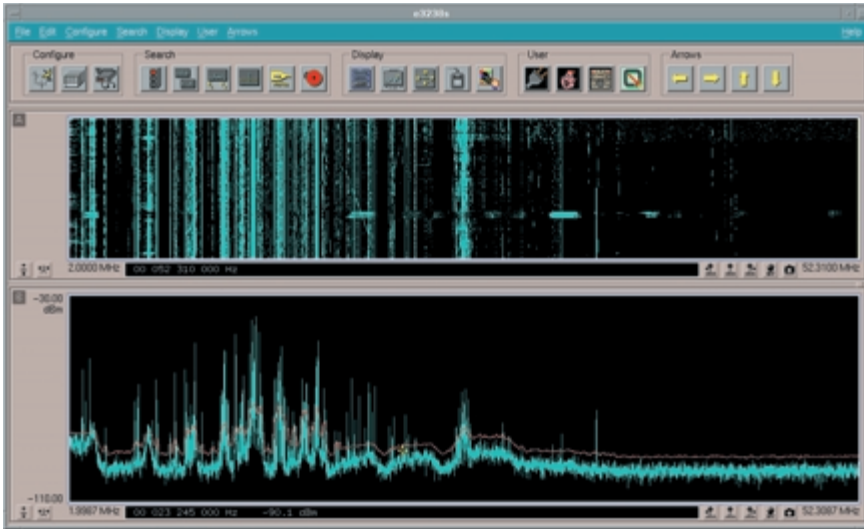 e3238s
File Edit Configure Search Display User Arrows Help
Configure Search Display User Arrows
A
2.0000 MHz 00 052 310 000 Hz 52.3100 MHz
B
-30.00
dBm
-110.00
1.9987 MHz 00 023 245 000 Hz -90.1 dBm 52.3087 MHz